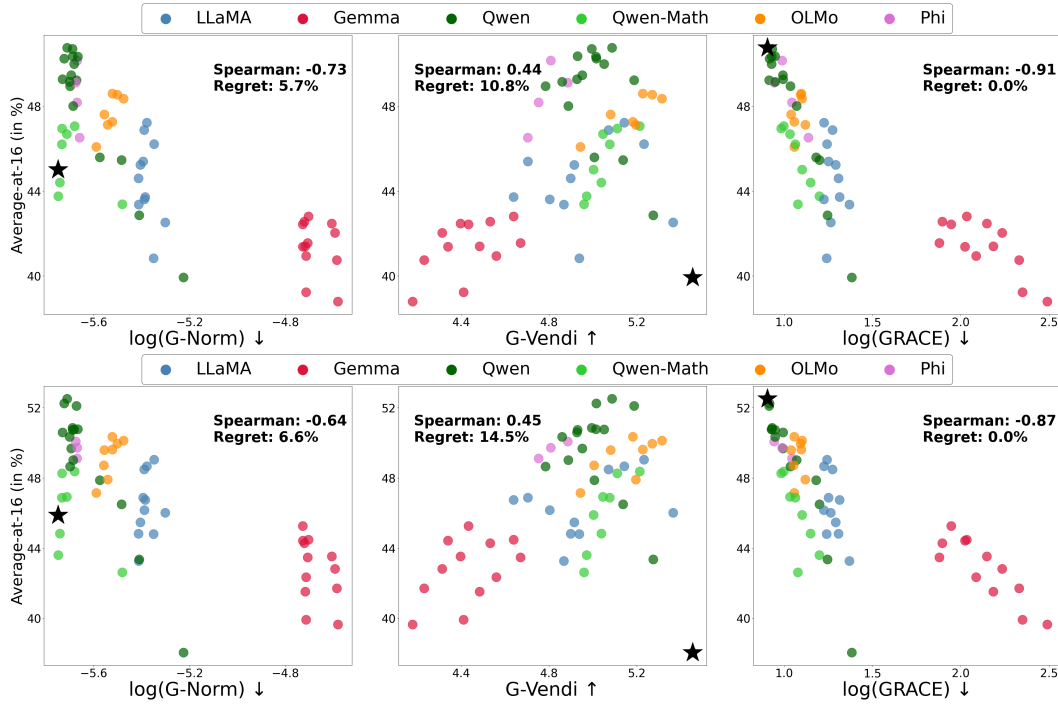 LLaMA Gemma Qwen Qwen-Math OLMo Phi
Average-at-16 (in %)
48
44
40
Spearman: -0.73
Regret: 5.7%
−5.6 −5.2 −4.8
log(G-Norm) ↓
Spearman: 0.44
Regret: 10.8%
4.4 4.8 5.2
G-Vendi ↑
Spearman: -0.91
Regret: 0.0%
1.0 1.5 2.0 2.5
log(GRACE) ↓
LLaMA Gemma Qwen Qwen-Math OLMo Phi
Average-at-16 (in %)
52
48
44
40
Spearman: -0.64
Regret: 6.6%
−5.6 −5.2 −4.8
log(G-Norm) ↓
Spearman: 0.45
Regret: 14.5%
4.4 4.8 5.2
G-Vendi ↑
Spearman: -0.87
Regret: 0.0%
1.0 1.5 2.0 2.5
log(GRACE) ↓